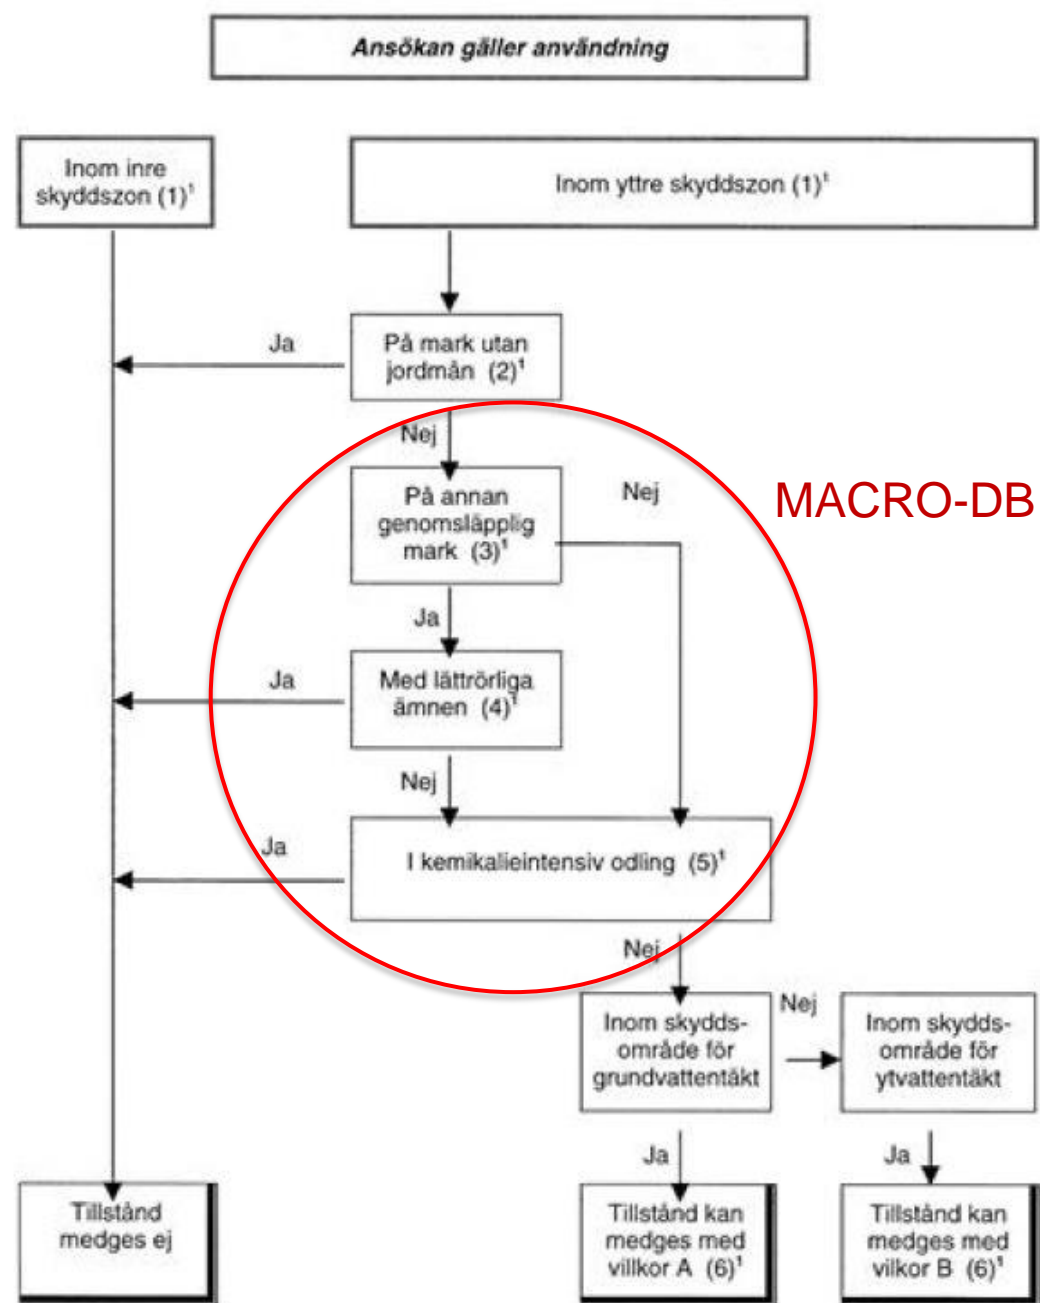 Ansökan gäller användning
Inom inre
skyddszon (1)¹
Inom yttre skyddszon (1)¹
Ja
På mark utan
jordmån (2)¹
Nej
På annan
genomsläpplig
mark (3)¹
Nej
MACRO-DB
Ja
Ja
Med lättrörliga
ämnen (4)¹
Nej
Ja
I kemikalieintensiv odling (5)¹
Nej
Inom skydds-
område för
grundvattentäkt
Nej
Inom skydds-
område för
ytvattentäkt
Ja
Ja
Tillstånd
medges ej
Tillstånd kan
medges med
villkor A (6)¹
Tillstånd kan
medges med
vilkor B (6)¹